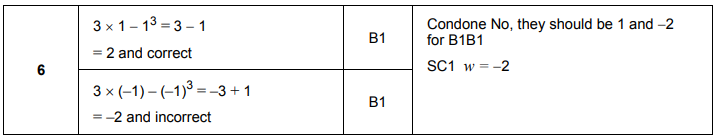 6
3 × 1 – 1³ = 3 – 1
= 2 and correct
B1
3 × (–1) – (–1)³ = –3 + 1
= –2 and incorrect
B1
Condone No, they should be 1 and –2
for B1B1
SC1 w = –2